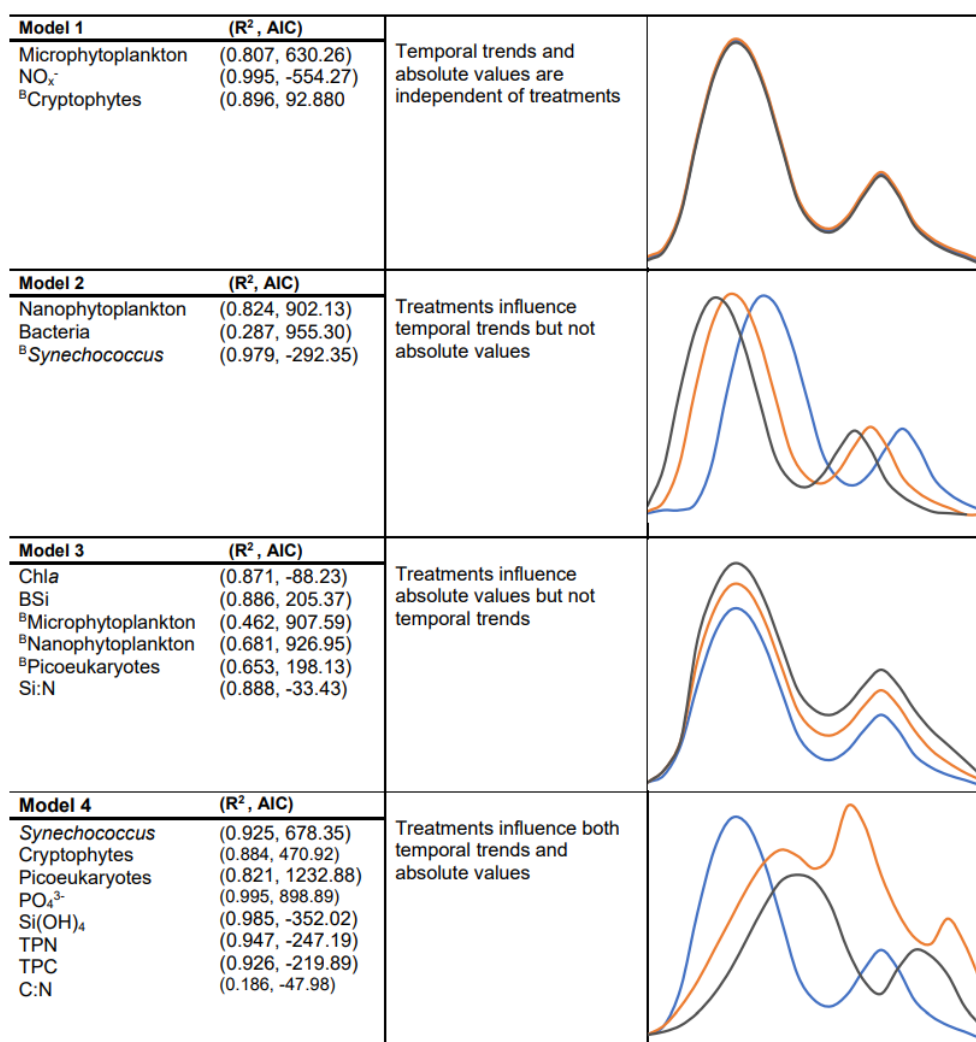 Model 1 (R², AIC)
Microphytoplankton (0.807, 630.26)
NOₓ⁻ (0.995, -554.27)
ᴮCryptophytes (0.896, 92.880
Temporal trends and
absolute values are
independent of treatments
Model 2 (R², AIC)
Nanophytoplankton (0.824, 902.13)
Bacteria (0.287, 955.30)
ᴮSynechococcus (0.979, -292.35)
Treatments influence
temporal trends but not
absolute values
Model 3 (R², AIC)
Chla (0.871, -88.23)
BSi (0.886, 205.37)
ᴮMicrophytoplankton (0.462, 907.59)
ᴮNanophytoplankton (0.681, 926.95)
ᴮPicoeukaryotes (0.653, 198.13)
Si:N (0.888, -33.43)
Treatments influence
absolute values but not
temporal trends
Model 4 (R², AIC)
Synechococcus (0.925, 678.35)
Cryptophytes (0.884, 470.92)
Picoeukaryotes (0.821, 1232.88)
PO₄³⁻ (0.995, 898.89)
Si(OH)₄ (0.985, -352.02)
TPN (0.947, -247.19)
TPC (0.926, -219.89)
C:N (0.186, -47.98)
Treatments influence both
temporal trends and
absolute values